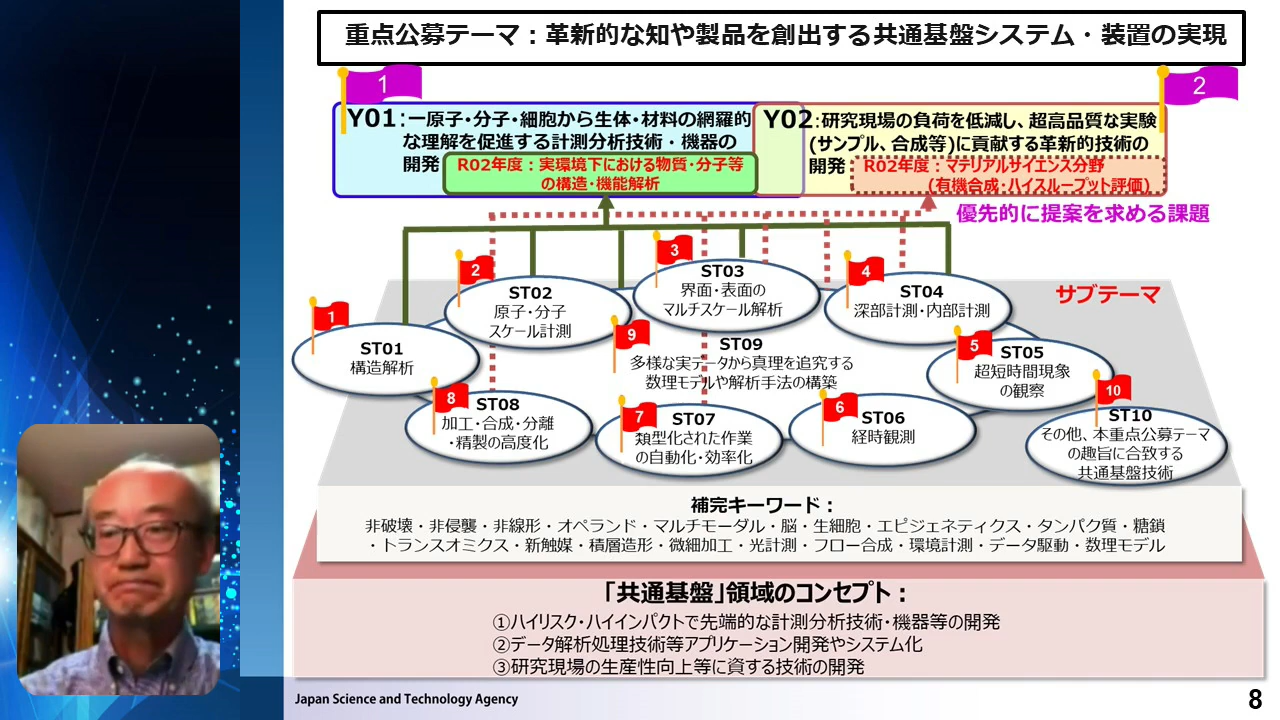 重点公募テーマ：革新的な知や製品を創出する共通基盤システム・装置の実現
1
2
Y01：一原子・分子・細胞から生体・材料の網羅的
な理解を促進する計測分析技術・機器の
開発
R02年度：実環境下における物質・分子等
の構造・機能解析
Y02：研究現場の負荷を低減し、超高品質な実験
(サンプル、合成等)に貢献する革新的技術の
開発
R02年度：マテリアルサイエンス分野
(有機合成・ハイスループット評価)
優先的に提案を求める課題
サブテーマ
1
ST01
構造解析
2
ST02
原子・分子
スケール計測
3
ST03
界面・表面の
マルチスケール解析
4
ST04
深部計測・内部計測
5
ST05
超短時間現象
の観察
9
ST09
多様な実データから真理を追究する
数理モデルや解析手法の構築
8
ST08
加工・合成・分離
・精製の高度化
7
ST07
類型化された作業
の自動化・効率化
6
ST06
経時観測
10
ST10
その他、本重点公募テーマ
の趣旨に合致する
共通基盤技術
補完キーワード：
非破壊・非侵襲・非線形・オペランド・マルチモーダル・脳・生細胞・エピジェネティクス・タンパク質・糖鎖
・トランスオミクス・新触媒・積層造形・微細加工・光計測・フロー合成・環境計測・データ駆動・数理モデル
「共通基盤」領域のコンセプト：
①ハイリスク・ハイインパクトで先端的な計測分析技術・機器等の開発
②データ解析処理技術等アプリケーション開発やシステム化
③研究現場の生産性向上等に資する技術の開発
Japan Science and Technology Agency
8